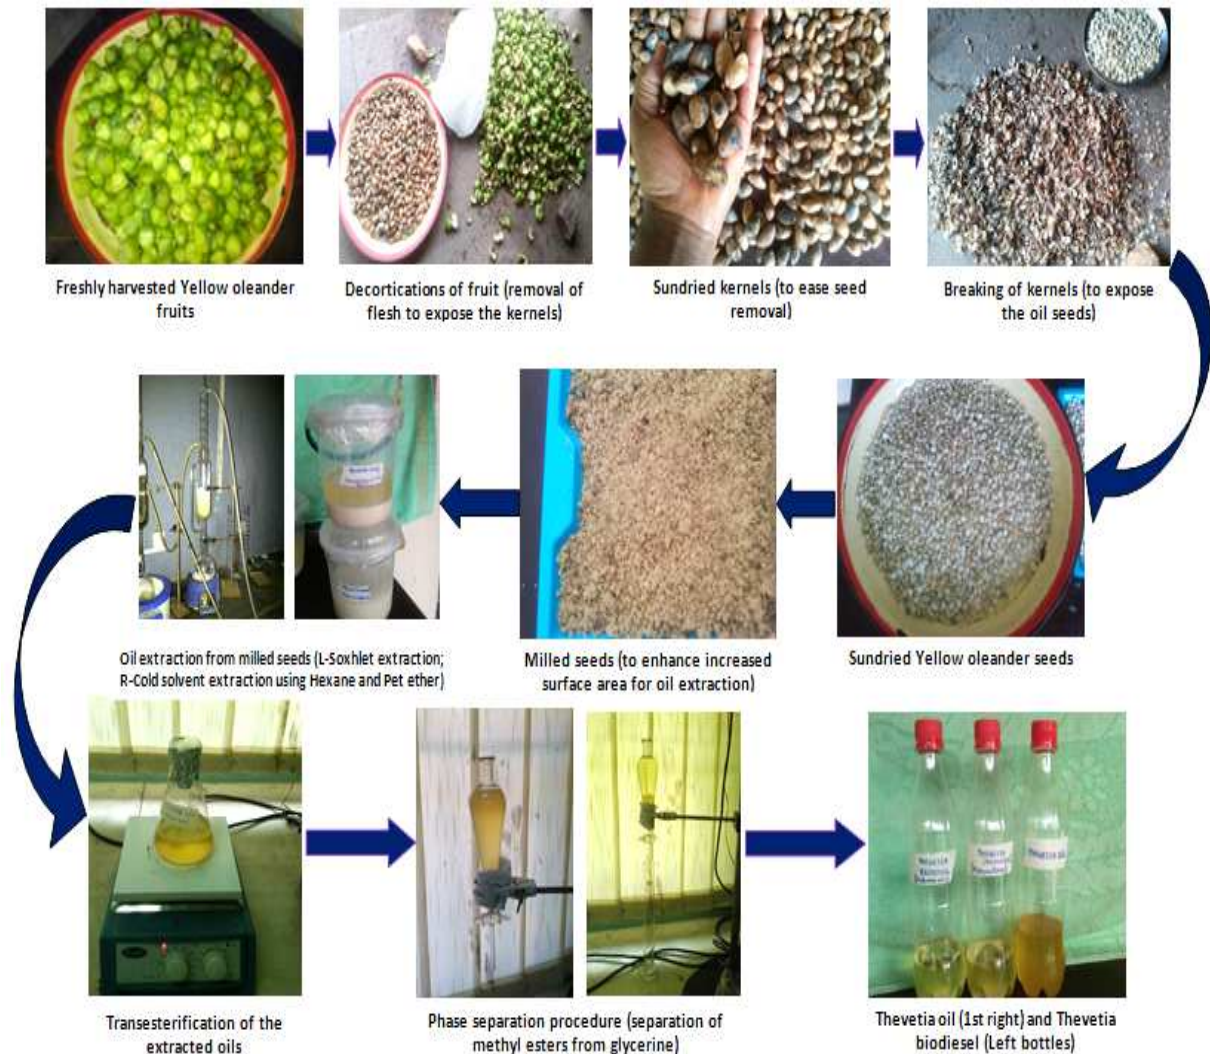 Freshly harvested Yellow oleander
fruits
Decortications of fruit (removal of
flesh to expose the kernels)
Sundried kernels (to ease seed
removal)
Breaking of kernels (to expose
the oil seeds)
Oil extraction from milled seeds (L-Soxhlet extraction;
R-Cold solvent extraction using Hexane and Pet ether)
Milled seeds (to enhance increased
surface area for oil extraction)
Sundried Yellow oleander seeds
Transesterification of the
extracted oils
Phase separation procedure (separation of
methyl esters from glycerine)
Thevetia oil (1st right) and Thevetia
biodiesel (Left bottles)